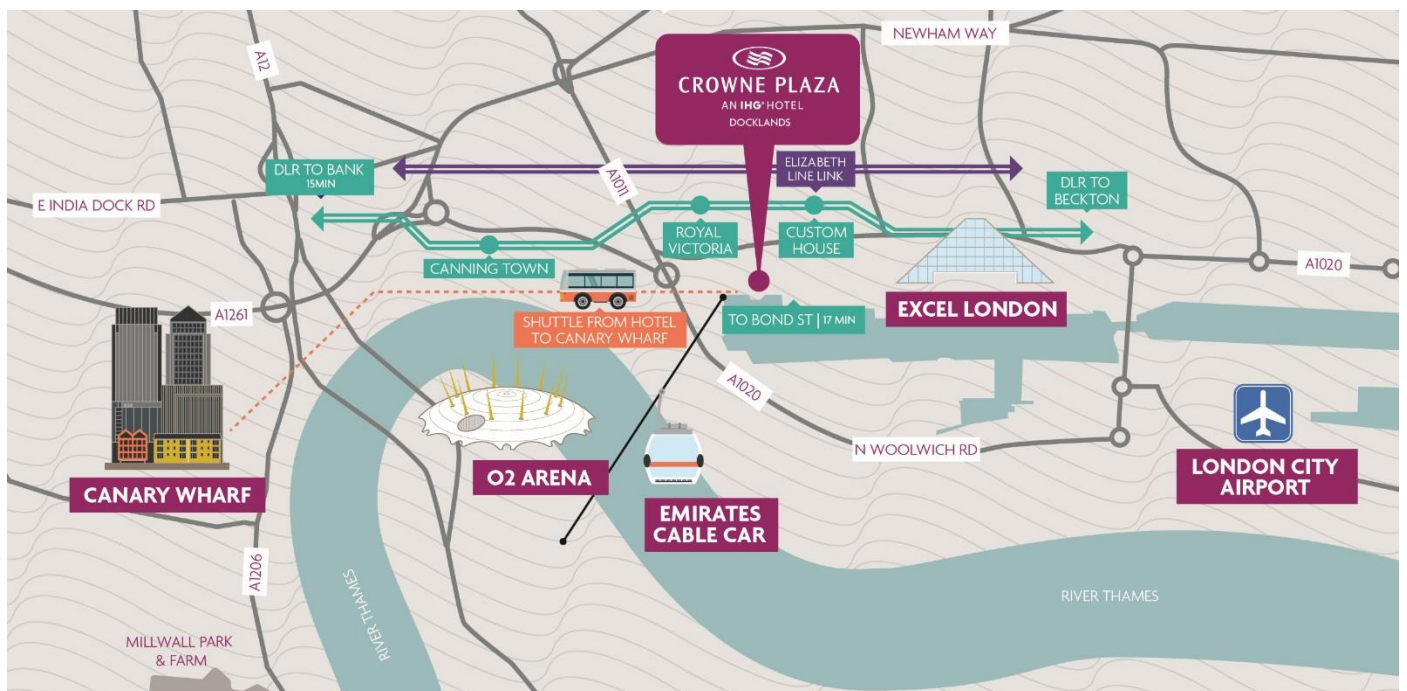 NEWHAM WAY
A12
CROWNE PLAZA
AN IHG® HOTEL
DOCKLANDS
DLR TO BANK
15MIN
ELIZABETH
LINE LINK
A1011
DLR TO
BECKTON
E INDIA DOCK RD
ROYAL
VICTORIA
CUSTOM
HOUSE
CANNING TOWN
A1020
A1261
SHUTTLE FROM HOTEL
TO CANARY WHARF
TO BOND ST | 17 MIN
EXCEL LONDON
A1020
N WOOLWICH RD
O2 ARENA
CANARY WHARF
LONDON CITY
AIRPORT
EMIRATES
CABLE CAR
A1206
RIVER THAMES
RIVER THAMES
MILLWALL PARK
& FARM